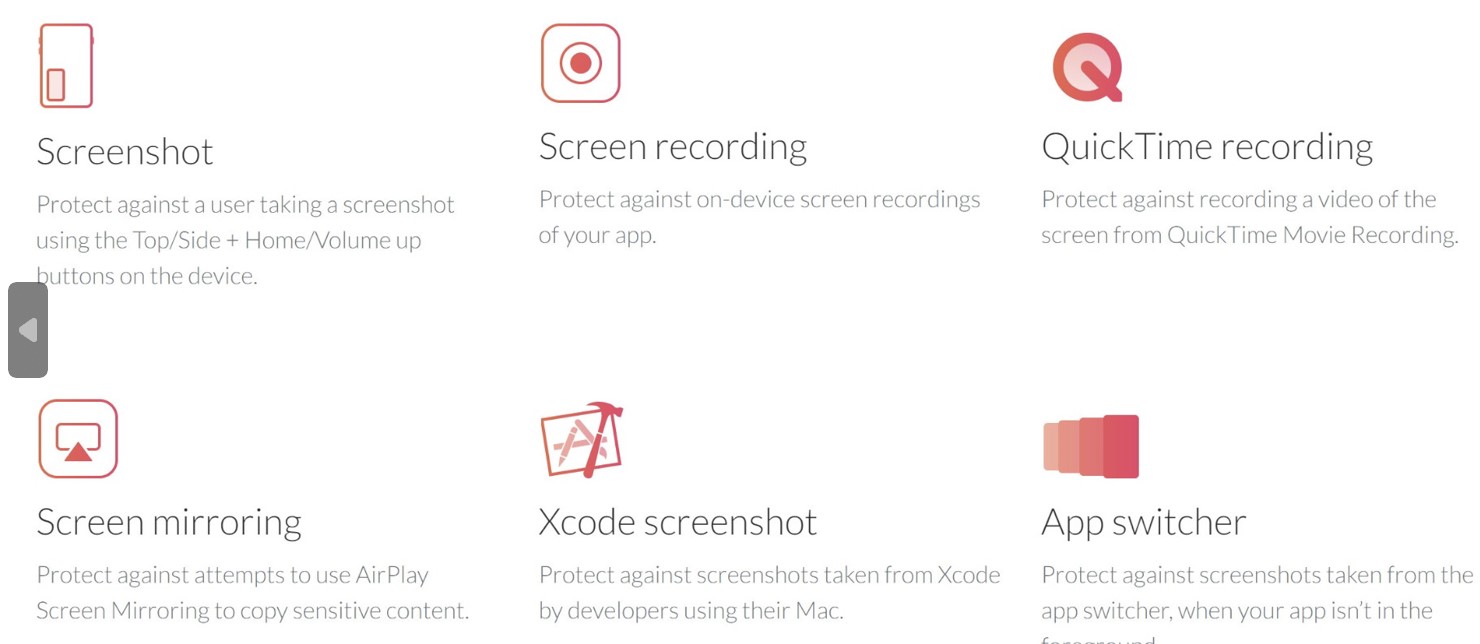 Screenshot
Protect against a user taking a screenshot
using the Top/Side + Home/Volume up
buttons on the device.
Screen recording
Protect against on-device screen recordings
of your app.
QuickTime recording
Protect against recording a video of the
screen from QuickTime Movie Recording.
Screen mirroring
Protect against attempts to use AirPlay
Screen Mirroring to copy sensitive content.
Xcode screenshot
Protect against screenshots taken from Xcode
by developers using their Mac.
App switcher
Protect against screenshots taken from the
app switcher, when your app isn’t in the
foreground.